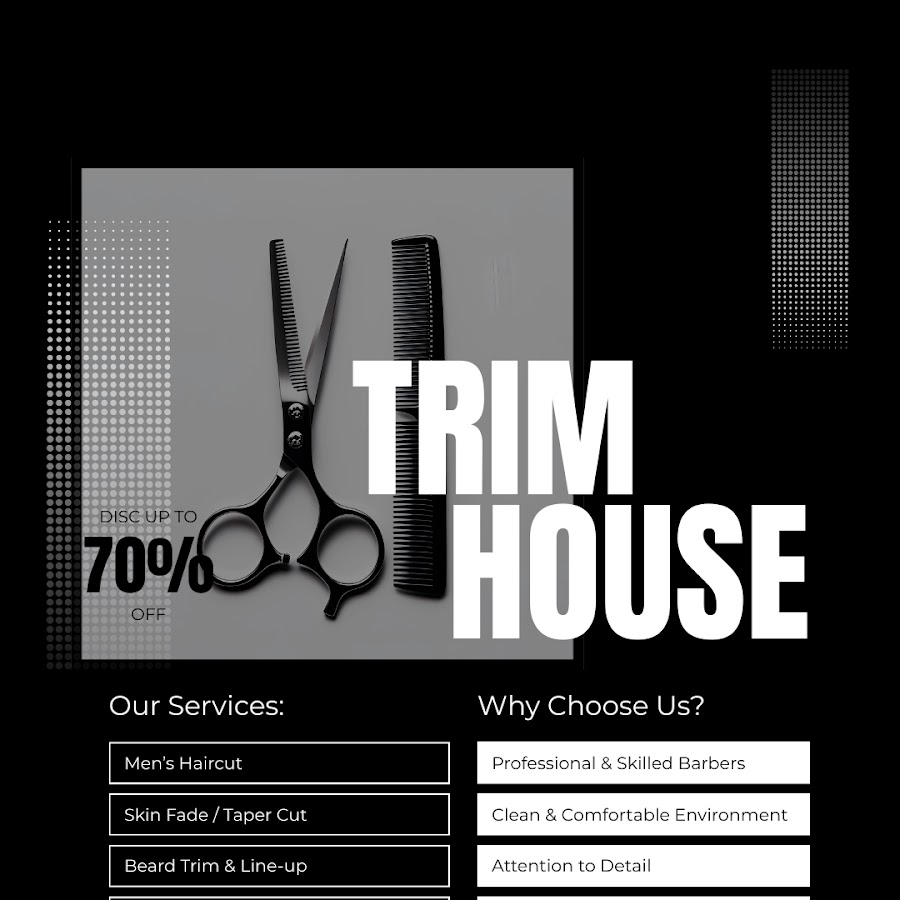 TRIM
HOUSE
DISC UP TO
70%
OFF
Our Services:
Men's Haircut
Skin Fade / Taper Cut
Beard Trim & Line-up
Why Choose Us?
Professional & Skilled Barbers
Clean & Comfortable Environment
Attention to Detail